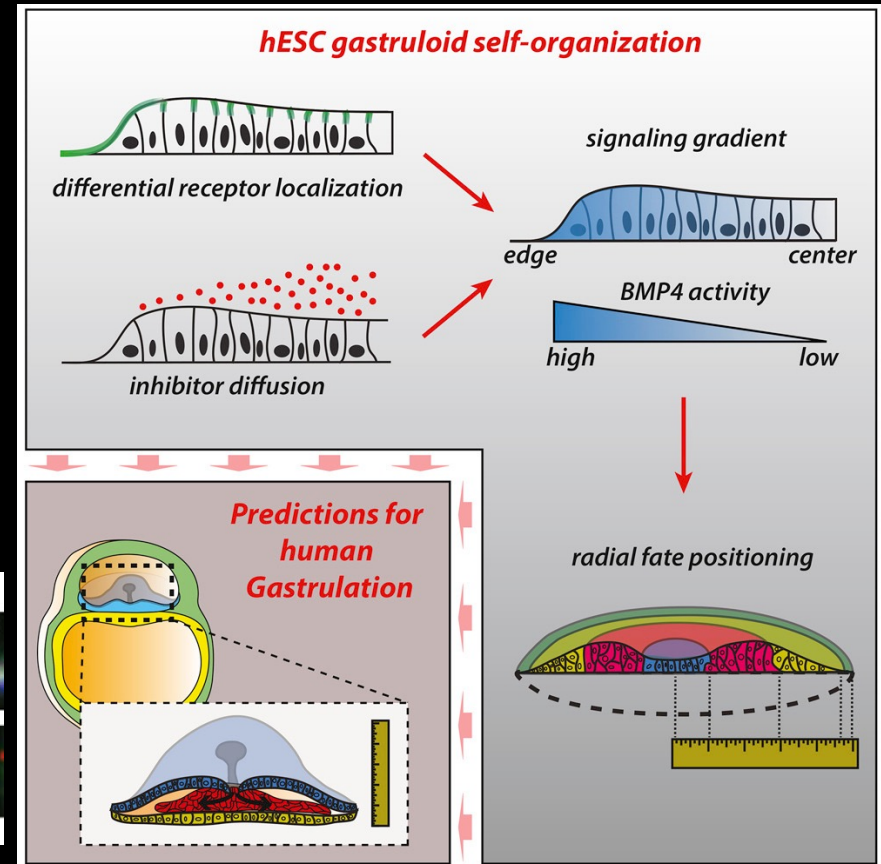 hESC gastruloid self-organization
differential receptor localization
inhibitor diffusion
signaling gradient
edge
center
BMP4 activity
high
low
radial fate positioning
Predictions for
human
Gastrulation